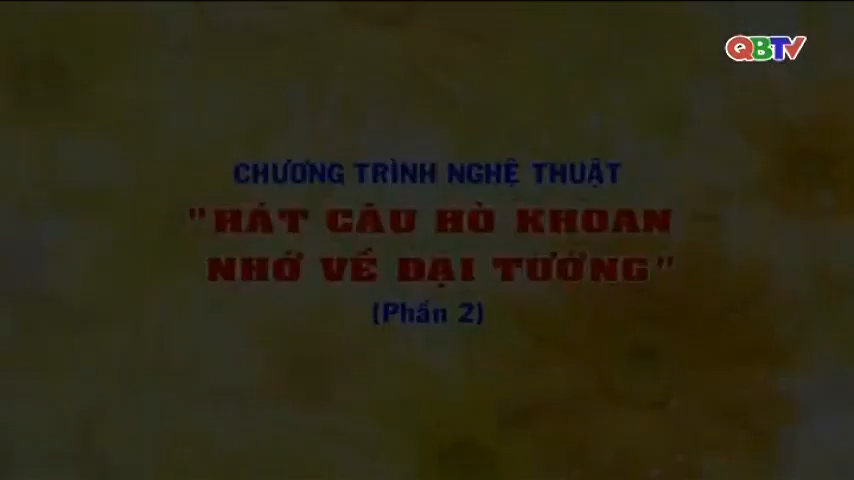 QBTV
CHƯƠNG TRÌNH NGHỆ THUẬT
"HÁT CÂU HÒ KHOAN
NHỚ VỀ ĐẠI TƯỚNG"
(Phần 2)